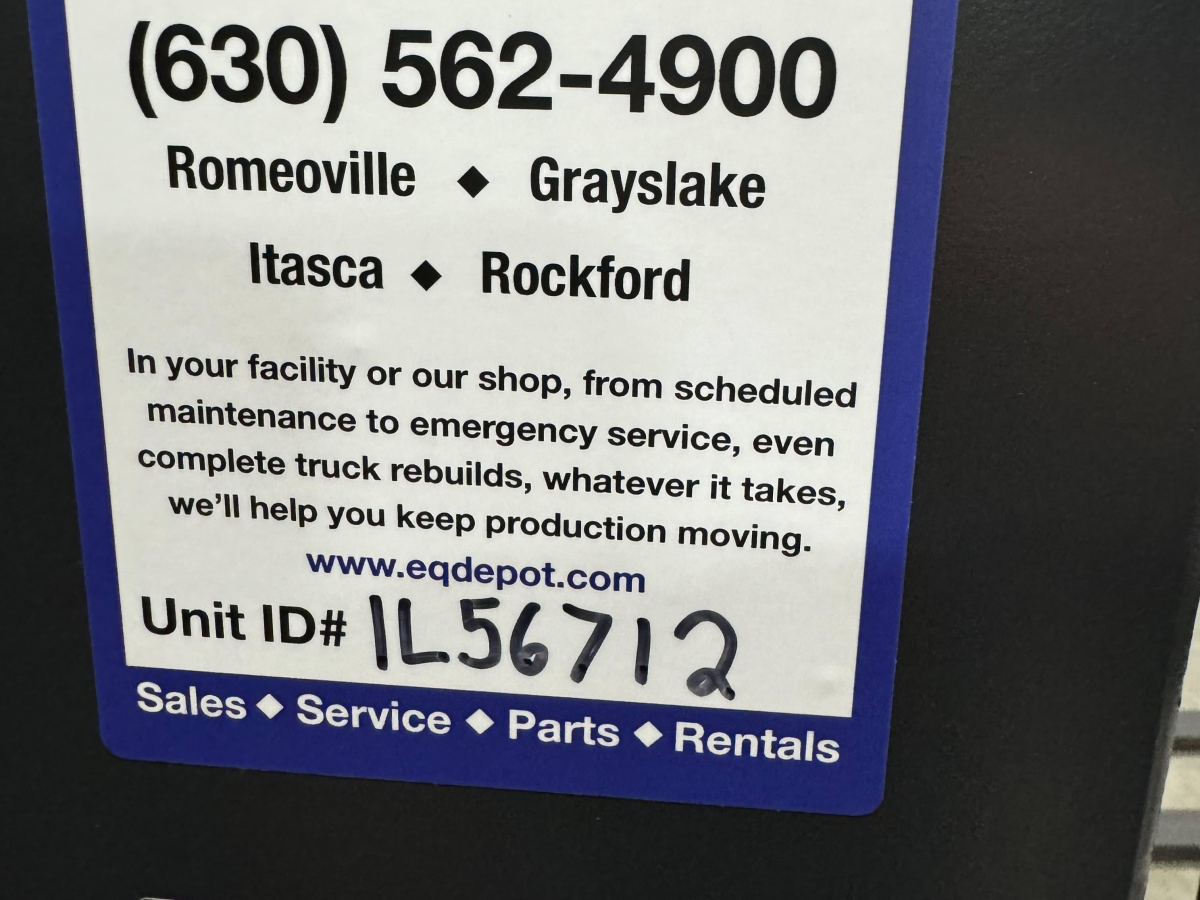 (630) 562-4900
Romeoville ◆ Grayslake
Itasca ◆ Rockford
In your facility or our shop, from scheduled
maintenance to emergency service, even
complete truck rebuilds, whatever it takes,
we'll help you keep production moving.
www.eqdepot.com
Unit ID# IL56712
Sales ◆ Service ◆ Parts ◆ Rentals